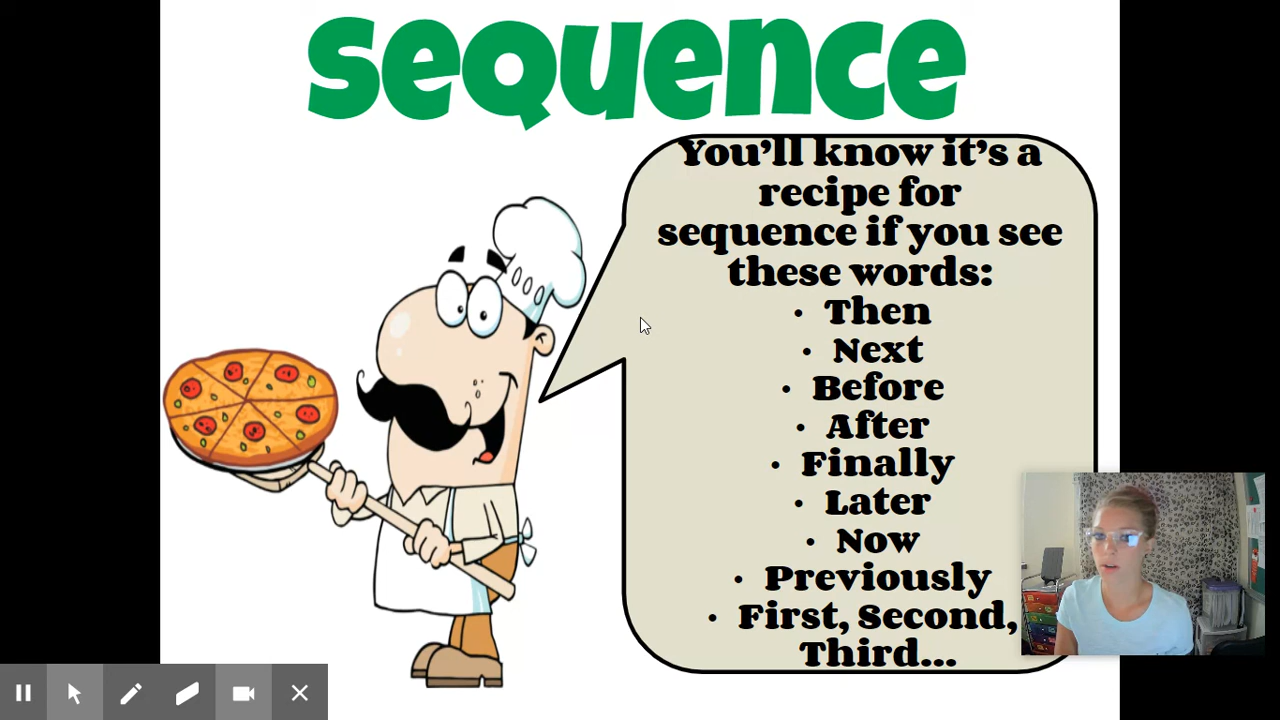 sequence
You'll know it's a
recipe for
sequence if you see
these words:
• Then
• Next
• Before
• After
• Finally
• Later
• Now
• Previously
• First, Second,
Third...